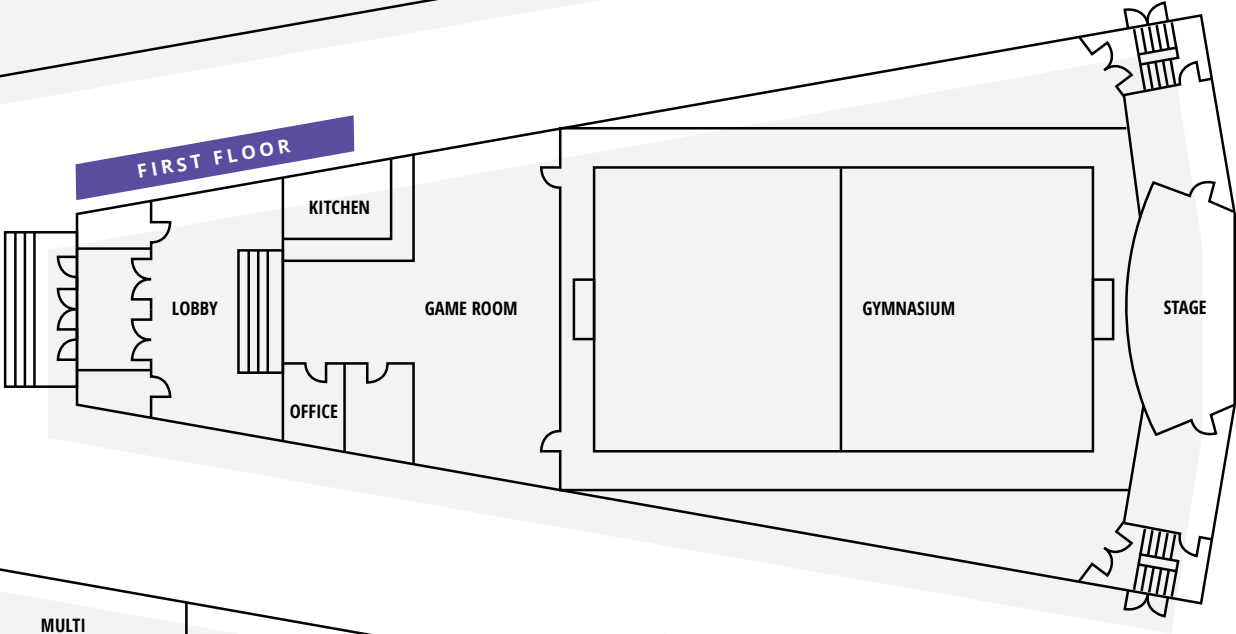 FIRST FLOOR
KITCHEN
LOBBY
GAME ROOM
GYMNASIUM
STAGE
OFFICE
MULTI